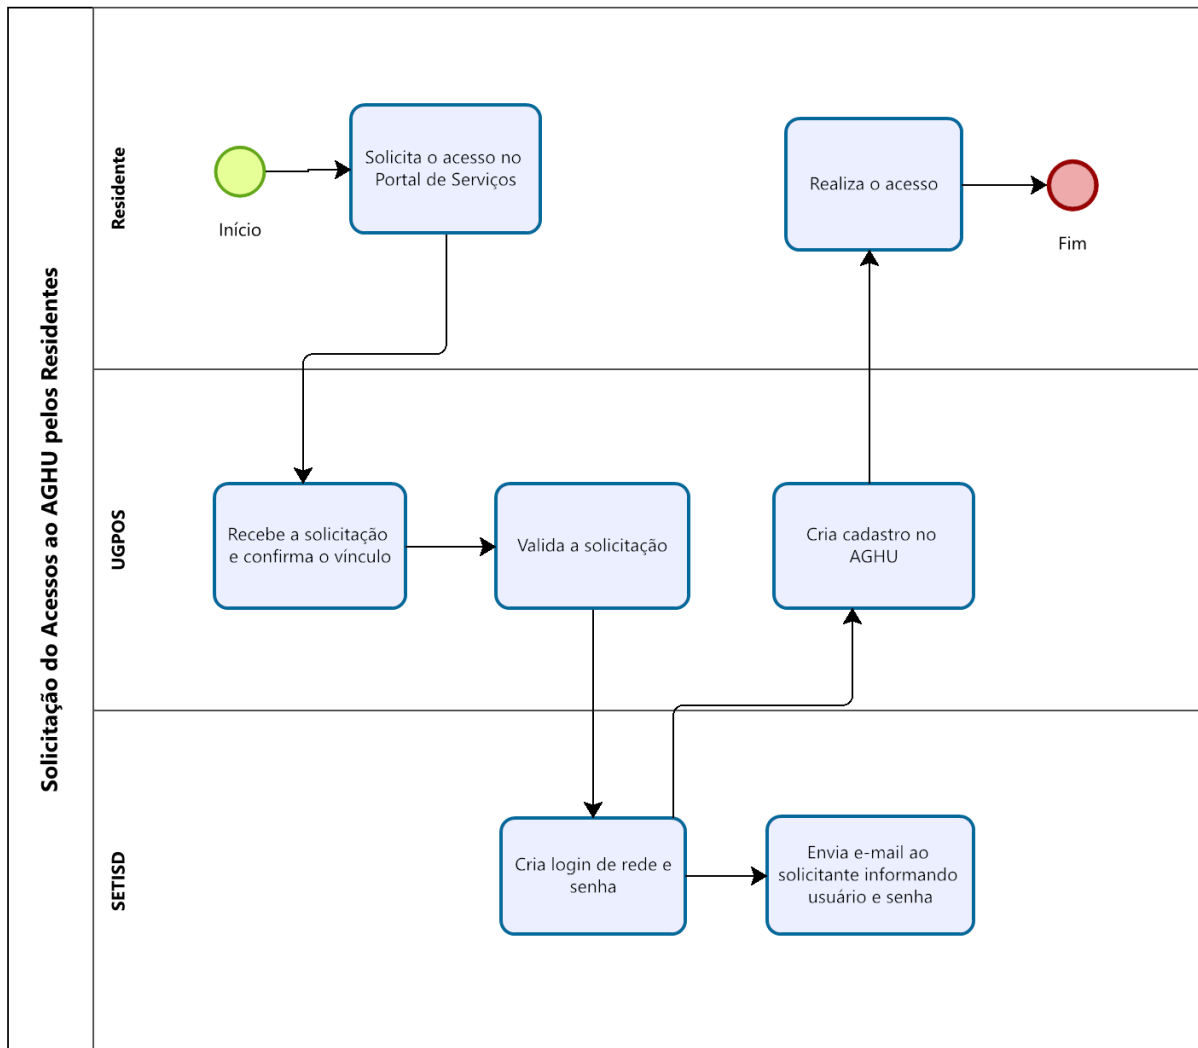 Solicitação do Acessos ao AGHU pelos Residentes
Residente
Início
Solicita o acesso no
Portal de Serviços
Realiza o acesso
Fim
UGPOS
Recebe a solicitação
e confirma o vínculo
Valida a solicitação
Cria cadastro no
AGHU
SETISD
Cria login de rede e
senha
Envia e-mail ao
solicitante informando
usuário e senha